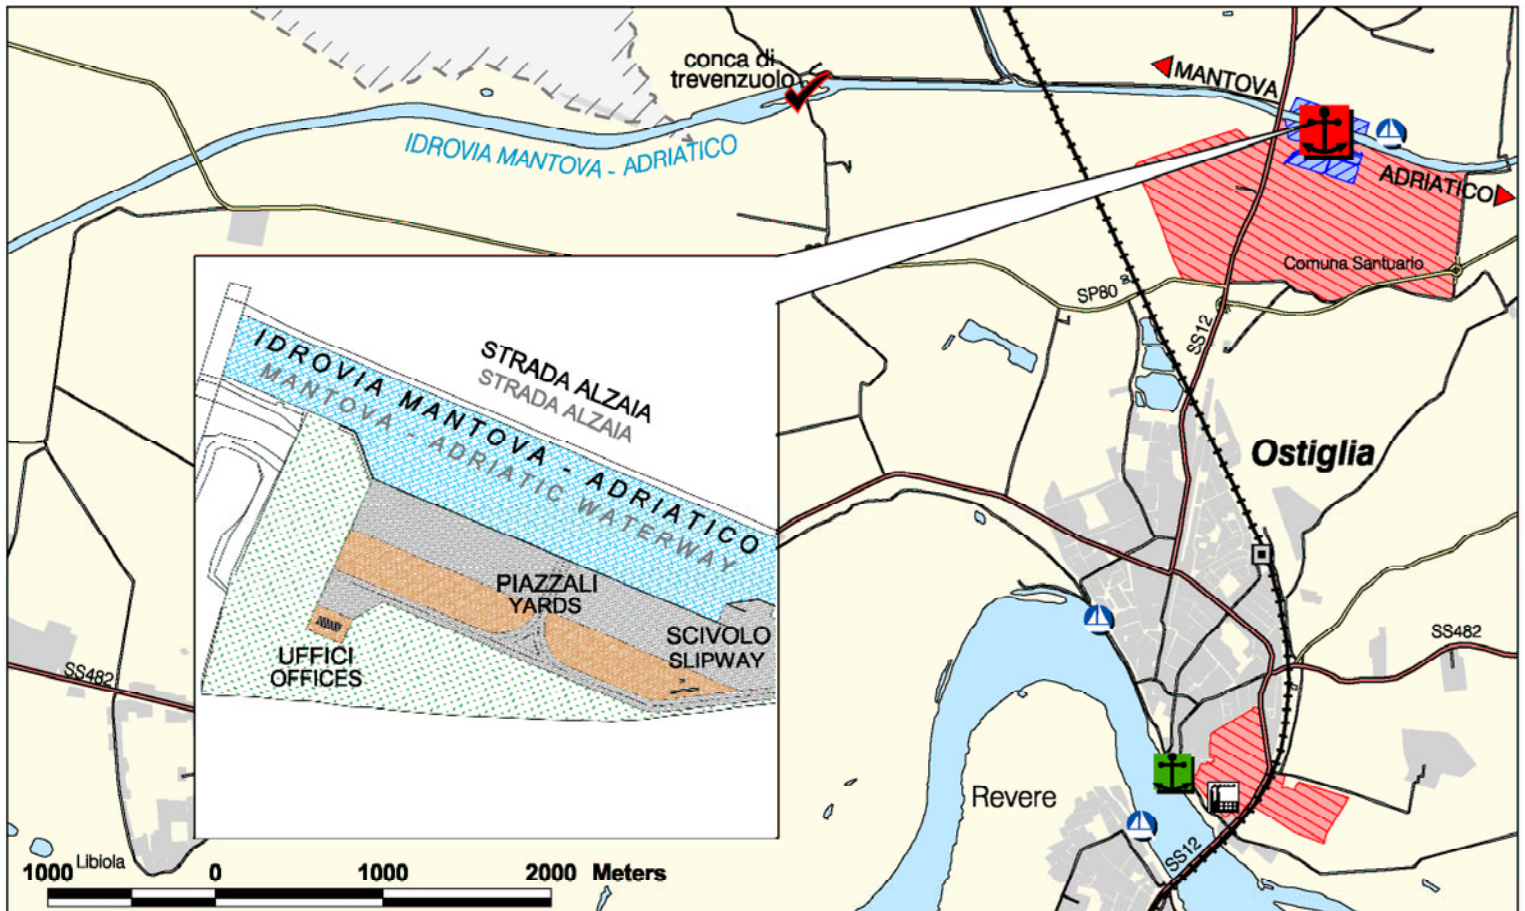 conca di
trevenzuolo
MANTOVA
IDROVIA MANTOVA - ADRIATICO
ADRIATICO
Comuna Santuario
SP80
SS12
STRADA ALZAIA
STRADA ALZAIA
IDROVIA MANTOVA - ADRIATICO
MANTOVA - ADRIATIC WATERWAY
Ostiglia
PIAZZALI
YARDS
SCIVOLO
SLIPWAY
UFFICI
OFFICES
SS482
SS482
Revere
SS12
Libiola
1000 0 1000 2000 Meters